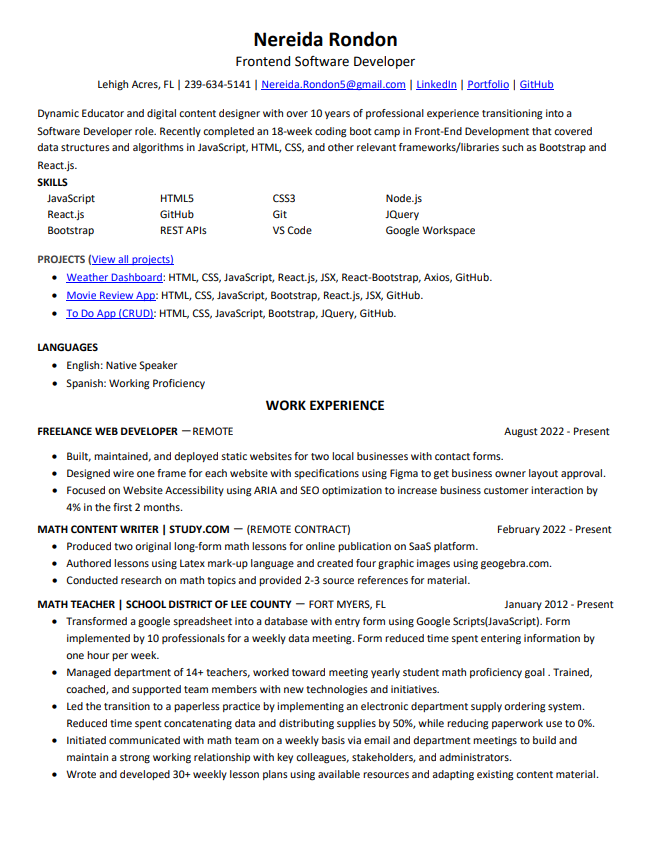 Nereida Rondon
Frontend Software Developer
Lehigh Acres, FL | 239-634-5141 | Nereida.Rondon5@gmail.com | LinkedIn | Portfolio | GitHub
Dynamic Educator and digital content designer with over 10 years of professional experience transitioning into a
Software Developer role. Recently completed an 18-week coding boot camp in Front-End Development that covered
data structures and algorithms in JavaScript, HTML, CSS, and other relevant frameworks/libraries such as Bootstrap and
React.js.
SKILLS
JavaScript HTML5 CSS3 Node.js
React.js GitHub Git JQuery
Bootstrap REST APIs VS Code Google Workspace
PROJECTS (View all projects)
• Weather Dashboard: HTML, CSS, JavaScript, React.js, JSX, React-Bootstrap, Axios, GitHub.
• Movie Review App: HTML, CSS, JavaScript, Bootstrap, React.js, JSX, GitHub.
• To Do App (CRUD): HTML, CSS, JavaScript, Bootstrap, JQuery, GitHub.
LANGUAGES
• English: Native Speaker
• Spanish: Working Proficiency
WORK EXPERIENCE
FREELANCE WEB DEVELOPER — REMOTE August 2022 - Present
• Built, maintained, and deployed static websites for two local businesses with contact forms.
• Designed wire one frame for each website with specifications using Figma to get business owner layout approval.
• Focused on Website Accessibility using ARIA and SEO optimization to increase business customer interaction by
4% in the first 2 months.
MATH CONTENT WRITER | STUDY.COM — (REMOTE CONTRACT) February 2022 - Present
• Produced two original long-form math lessons for online publication on SaaS platform.
• Authored lessons using Latex mark-up language and created four graphic images using geogebra.com.
• Conducted research on math topics and provided 2-3 source references for material.
MATH TEACHER | SCHOOL DISTRICT OF LEE COUNTY — FORT MYERS, FL January 2012 - Present
• Transformed a google spreadsheet into a database with entry form using Google Scripts(JavaScript). Form
implemented by 10 professionals for a weekly data meeting. Form reduced time spent entering information by
one hour per week.
• Managed department of 14+ teachers, worked toward meeting yearly student math proficiency goal . Trained,
coached, and supported team members with new technologies and initiatives.
• Led the transition to a paperless practice by implementing an electronic department supply ordering system.
Reduced time spent concatenating data and distributing supplies by 50%, while reducing paperwork use to 0%.
• Initiated communicated with math team on a weekly basis via email and department meetings to build and
maintain a strong working relationship with key colleagues, stakeholders, and administrators.
• Wrote and developed 30+ weekly lesson plans using available resources and adapting existing content material.